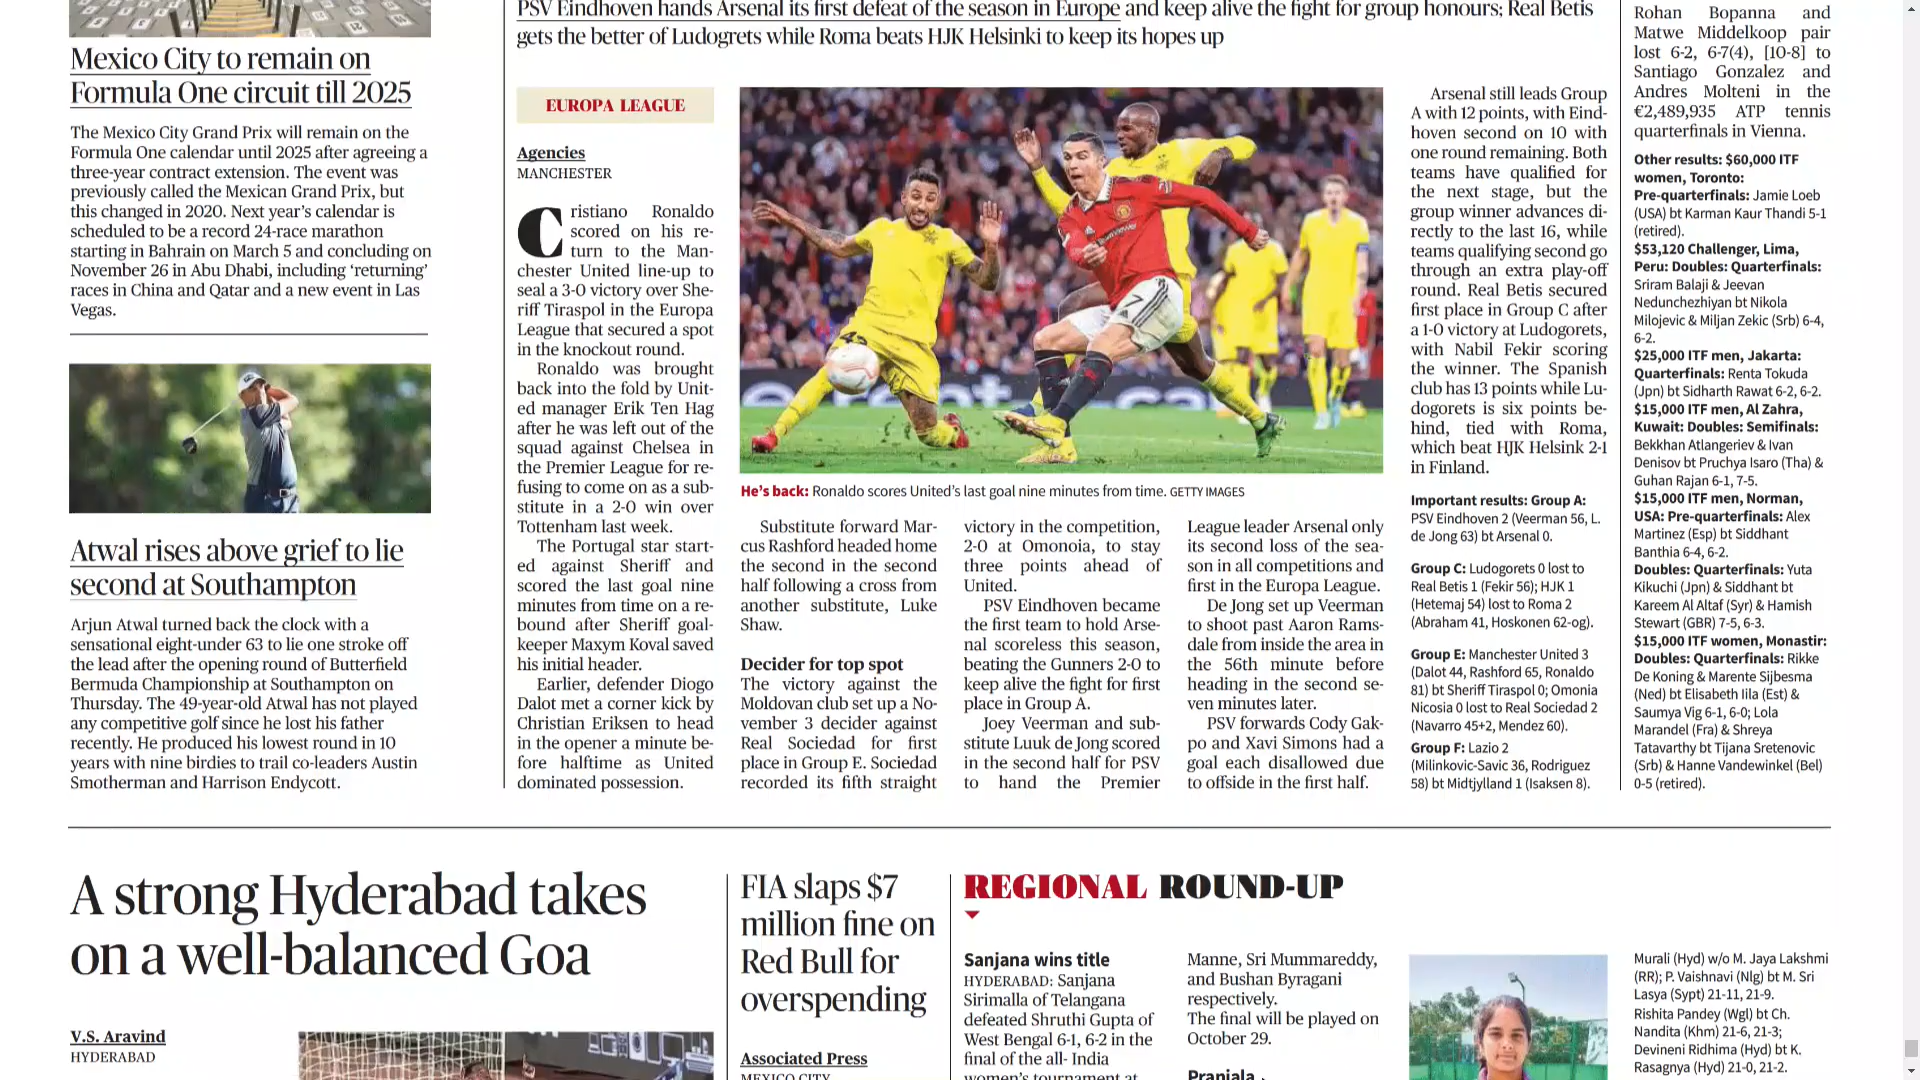 PSV Eindhoven hands Arsenal its first defeat of the season in Europe and keep alive the fight for group honours; Real Betis
gets the better of Ludogrets while Roma beats HJK Helsinki to keep its hopes up
Mexico City to remain on
Formula One circuit till 2025
The Mexico City Grand Prix will remain on the
Formula One calendar until 2025 after agreeing a
three-year contract extension. The event was
previously called the Mexican Grand Prix, but
this changed in 2020. Next year's calendar is
scheduled to be a record 24-race marathon
starting in Bahrain on March 5 and concluding on
November 26 in Abu Dhabi, including 'returning'
races in China and Qatar and a new event in Las
Vegas.
Atwal rises above grief to lie
second at Southampton
Arjun Atwal turned back the clock with a
sensational eight-under 63 to lie one stroke off
the lead after the opening round of Butterfield
Bermuda Championship at Southampton on
Thursday. The 49-year-old Atwal has not played
any competitive golf since he lost his father
recently. He produced his lowest round in 10
years with nine birdies to trail co-leaders Austin
Smotherman and Harrison Endycott.
EUROPA LEAGUE
Agencies
MANCHESTER
Cristiano Ronaldo
scored on his re-
turn to the Man-
chester United line-up to
seal a 3-0 victory over She-
riff Tiraspol in the Europa
League that secured a spot
in the knockout round.
Ronaldo was brought
back into the fold by Unit-
ed manager Erik Ten Hag
after he was left out of the
squad against Chelsea in
the Premier League for re-
fusing to come on as a sub-
stitute in a 2-0 win over
Tottenham last week.
The Portugal star start-
ed against Sheriff and
scored the last goal nine
minutes from time on a re-
bound after Sheriff goal-
keeper Maxym Koval saved
his initial header.
Earlier, defender Diogo
Dalot met a corner kick by
Christian Eriksen to head
in the opener a minute be-
fore halftime as United
dominated possession.
7
45
He's back: Ronaldo scores United's last goal nine minutes from time. GETTY IMAGES
Substitute forward Mar-
cus Rashford headed home
the second in the second
half following a cross from
another substitute, Luke
Shaw.
Decider for top spot
The victory against the
Moldovan club set up a No-
vember 3 decider against
Real Sociedad for first
place in Group E. Sociedad
recorded its fifth straight
victory in the competition,
2-0 at Omonoia, to stay
three points ahead of
United.
PSV Eindhoven became
the first team to hold Arse-
nal scoreless this season,
beating the Gunners 2-0 to
keep alive the fight for first
place in Group A.
Joey Veerman and sub-
stitute Luuk de Jong scored
in the second half for PSV
to hand the Premier
League leader Arsenal only
its second loss of the sea-
son in all competitions and
first in the Europa League.
De Jong set up Veerman
to shoot past Aaron Rams-
dale from inside the area in
the 56th minute before
heading in the second se-
ven minutes later.
PSV forwards Cody Gak-
po and Xavi Simons had a
goal each disallowed due
to offside in the first half.
Arsenal still leads Group
A with 12 points, with Eind-
hoven second on 10 with
one round remaining. Both
teams have qualified for
the next stage, but the
group winner advances di-
rectly to the last 16, while
teams qualifying second go
through an extra play-off
round. Real Betis secured
first place in Group C after
a 1-0 victory at Ludogorets,
with Nabil Fekir scoring
the winner. The Spanish
club has 13 points while Lu-
dogorets is six points be-
hind, tied with Roma,
which beat HJK Helsink 2-1
in Finland.
Important results: Group A:
PSV Eindhoven 2 (Veerman 56, L.
de Jong 63) bt Arsenal 0.
Group C: Ludogorets 0 lost to
Real Betis 1 (Fekir 56); HJK 1
(Hetemaj 54) lost to Roma 2
(Abraham 41, Hoskonen 62-og).
Group E: Manchester United 3
(Dalot 44, Rashford 65, Ronaldo
81) bt Sheriff Tiraspol 0; Omonia
Nicosia 0 lost to Real Sociedad 2
(Navarro 45+2, Mendez 60).
Group F: Lazio 2
(Milinkovic-Savic 36, Rodriguez
58) bt Midtjylland 1 (Isaksen 8).
Rohan Bopanna and
Matwe Middelkoop pair
lost 6-2, 6-7(4), [10-8] to
Santiago Gonzalez and
Andres Molteni in the
€2,489,935 ATP tennis
quarterfinals in Vienna.
Other results: $60,000 ITF
women, Toronto:
Pre-quarterfinals: Jamie Loeb
(USA) bt Karman Kaur Thandi 5-1
(retired).
$53,120 Challenger, Lima,
Peru: Doubles: Quarterfinals:
Sriram Balaji & Jeevan
Nedunchezhiyan bt Nikola
Milojevic & Miljan Zekic (Srb) 6-4,
6-2.
$25,000 ITF men, Jakarta:
Quarterfinals: Renta Tokuda
(Jpn) bt Sidharth Rawat 6-2, 6-2.
$15,000 ITF men, Al Zahra,
Kuwait: Doubles: Semifinals:
Bekkhan Atlangeriev & Ivan
Denisov bt Pruchya Isaro (Tha) &
Guhan Rajan 6-1, 7-5.
$15,000 ITF men, Norman,
USA: Pre-quarterfinals: Alex
Martinez (Esp) bt Siddhant
Banthia 6-4, 6-2.
Doubles: Quarterfinals: Yuta
Kikuchi (Jpn) & Siddhant bt
Kareem Al Altaf (Syr) & Hamish
Stewart (GBR) 7-5, 6-3.
$15,000 ITF women, Monastir:
Doubles: Quarterfinals: Rikke
De Koning & Marente Sijbesma
(Ned) bt Elisabeth Iila (Est) &
Saumya Vig 6-1, 6-0; Lola
Marandel (Fra) & Shreya
Tatavarthy bt Tijana Sretenovic
(Srb) & Hanne Vandewinkel (Bel)
0-5 (retired).
A strong Hyderabad takes
on a well-balanced Goa
V.S. Aravind
HYDERABAD
FIA slaps $7
million fine on
Red Bull for
overspending
Associated Press
MEXICO CITY
REGIONAL ROUND-UP
Sanjana wins title
HYDERABAD: Sanjana
Sirimalla of Telangana
defeated Shruthi Gupta of
West Bengal 6-1, 6-2 in the
final of the all- India
women's tournament at
Manne, Sri Mummareddy,
and Bushan Byragani
respectively.
The final will be played on
October 29.
Pranjala
Murali (Hyd) w/o M. Jaya Lakshmi
(RR); P. Vaishnavi (Nlg) bt M. Sri
Lasya (Sypt) 21-11, 21-9.
Rishita Pandey (Wgl) bt Ch.
Nandita (Khm) 21-6, 21-3;
Devineni Ridhima (Hyd) bt K.
Rasagnya (Hyd) 21-0, 21-2.